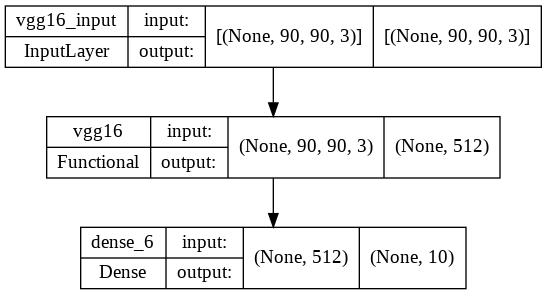 vgg16_input input: [(None, 90, 90, 3)] [(None, 90, 90, 3)]
InputLayer output:
vgg16 input: (None, 90, 90, 3) (None, 512)
Functional output:
dense_6 input: (None, 512) (None, 10)
Dense output: